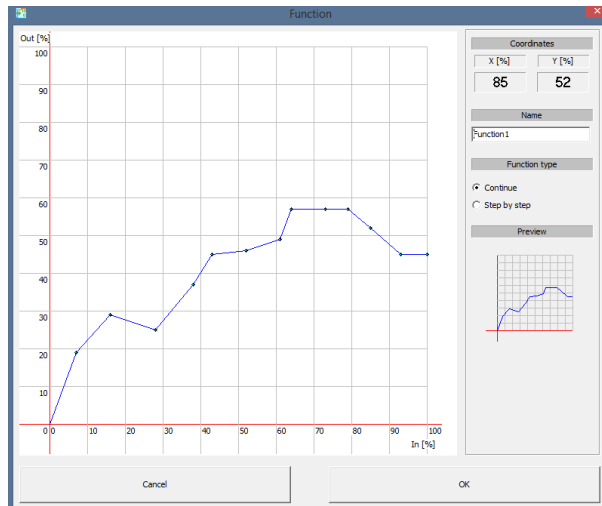 Function
Out [%]
100
90
80
70
60
50
40
30
20
10
0 0 10 20 30 40 50 60 70 80 90 100
In [%]
Coordinates
X [%] Y [%]
85 52
Name
Function1
Function type
Continue
Step by step
Preview
Cancel OK